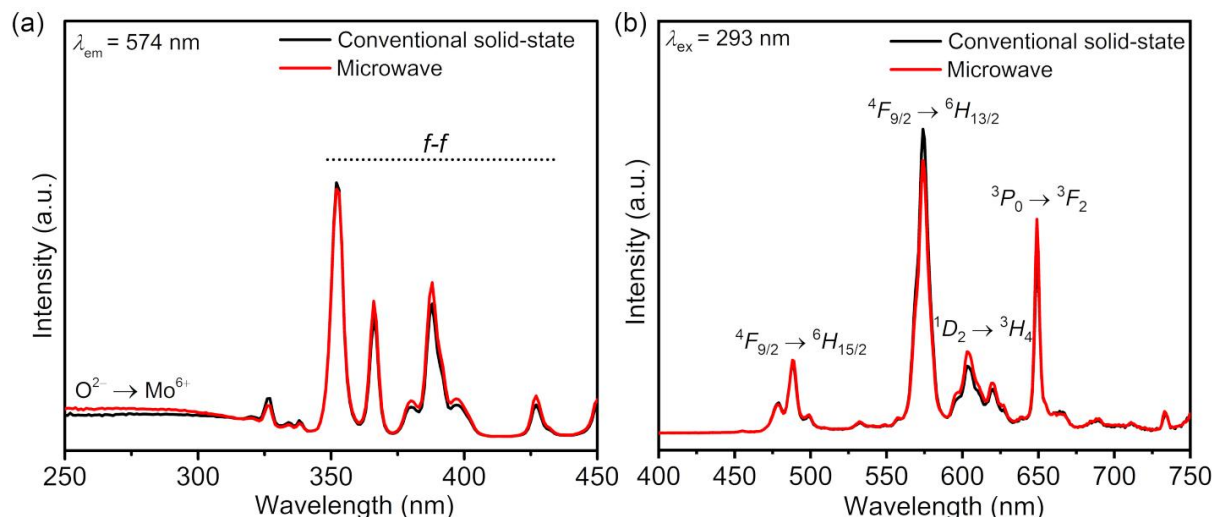 (a)
λem = 574 nm
Conventional solid-state
Microwave
f-f
O²⁻ → Mo⁶⁺
Intensity (a.u.)
250 300 350 400 450
Wavelength (nm)
(b)
λex = 293 nm
Conventional solid-state
Microwave
⁴F9/2 → ⁶H13/2
³P0 → ³F2
¹D2 → ³H4
⁴F9/2 → ⁶H15/2
Intensity (a.u.)
400 450 500 550 600 650 700 750
Wavelength (nm)